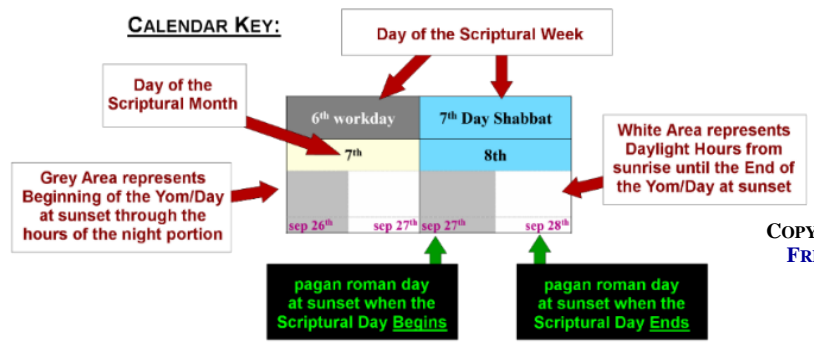 CALENDAR KEY:
Day of the Scriptural Week
Day of the
Scriptural Month
6th workday
7th Day Shabbat
7th
8th
Grey Area represents
Beginning of the Yom/Day
at sunset through the
hours of the night portion
White Area represents
Daylight Hours from
sunrise until the End of
the Yom/Day at sunset
sep 26th
sep 27th
sep 27th
sep 28th
COPY
FR
pagan roman day
at sunset when the
Scriptural Day Begins
pagan roman day
at sunset when the
Scriptural Day Ends